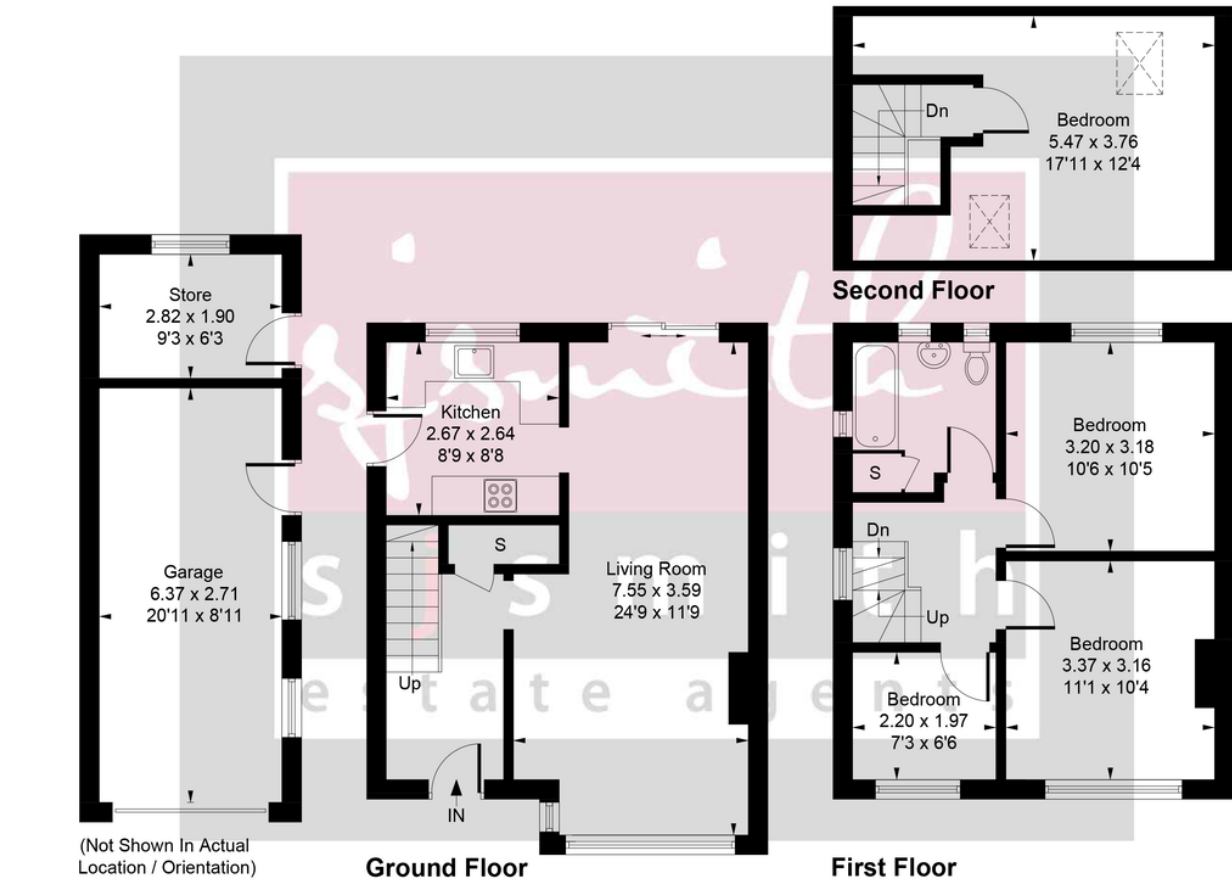 Dn
Bedroom
5.47 x 3.76
17'11 x 12'4
Second Floor
Store
2.82 x 1.90
9'3 x 6'3
Garage
6.37 x 2.71
20'11 x 8'11
(Not Shown In Actual
Location / Orientation)
Kitchen
2.67 x 2.64
8'9 x 8'8
S
Living Room
7.55 x 3.59
24'9 x 11'9
Up
IN
Ground Floor
S
Bedroom
3.20 x 3.18
10'6 x 10'5
Dn
Up
Bedroom
3.37 x 3.16
11'1 x 10'4
Bedroom
2.20 x 1.97
7'3 x 6'6
First Floor
sjsmith
sjsmith
estate agents